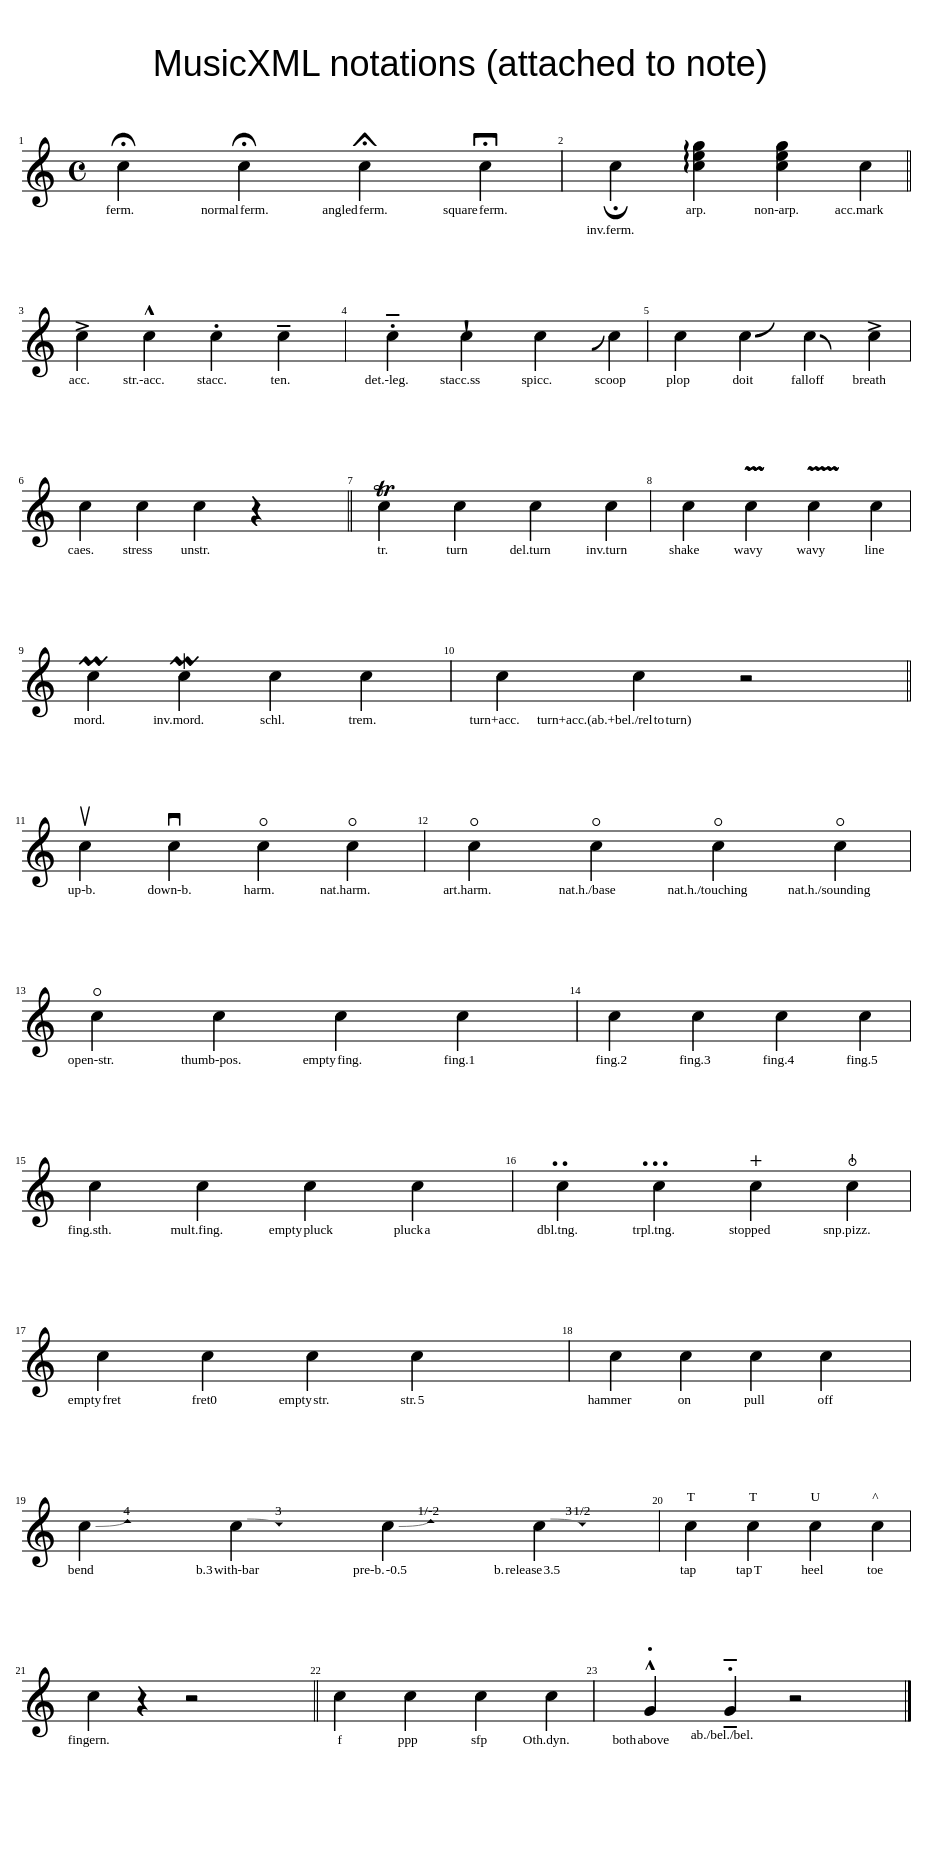 MusicXML notations (attached to note)
1 2
ferm. normal ferm. angled ferm. square ferm. inv.ferm. arp. non-arp. acc.mark
3 4 5
acc. str.-acc. stacc. ten. det.-leg. stacc.ss spicc. scoop plop doit falloff breath
6 7 8
tr
caes. stress unstr. tr. turn del.turn inv.turn shake wavy wavy line
9 10
mord. inv.mord. schl. trem. turn+acc. turn+acc.(ab.+bel./rel to turn)
11 12
up-b. down-b. harm. nat.harm. art.harm. nat.h./base nat.h./touching nat.h./sounding
13 14
open-str. thumb-pos. empty fing. fing.1 fing.2 fing.3 fing.4 fing.5
15 16
fing.sth. mult.fing. empty pluck pluck a dbl.tng. trpl.tng. stopped snp.pizz.
17 18
empty fret fret0 empty str. str. 5 hammer on pull off
19 4 3 1/-2 3 1/2 20 T T U ^
bend b.3 with-bar pre-b. -0.5 b. release 3.5 tap tap T heel toe
21 22 23
fingern. f ppp sfp Oth.dyn. both above ab./bel./bel.